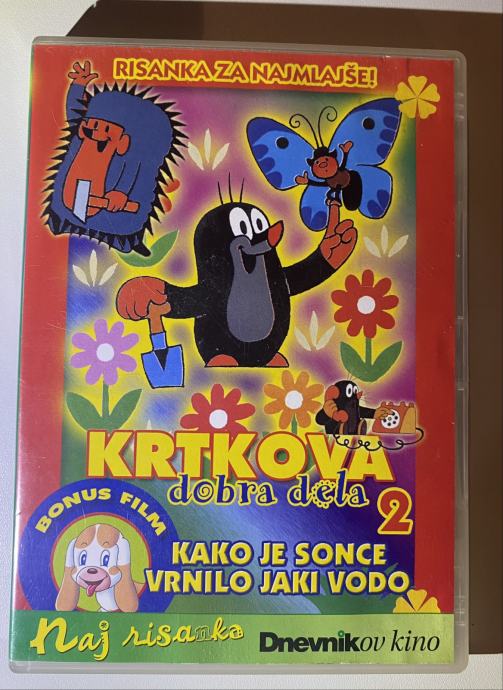 RISANKA ZA NAJMLAJŠE!
KRTKOVA
dobra dela
2
BONUS FILM
KAKO JE SONCE
VRNILO JAKI VODO
Naj risanka
Dnevnikov kino